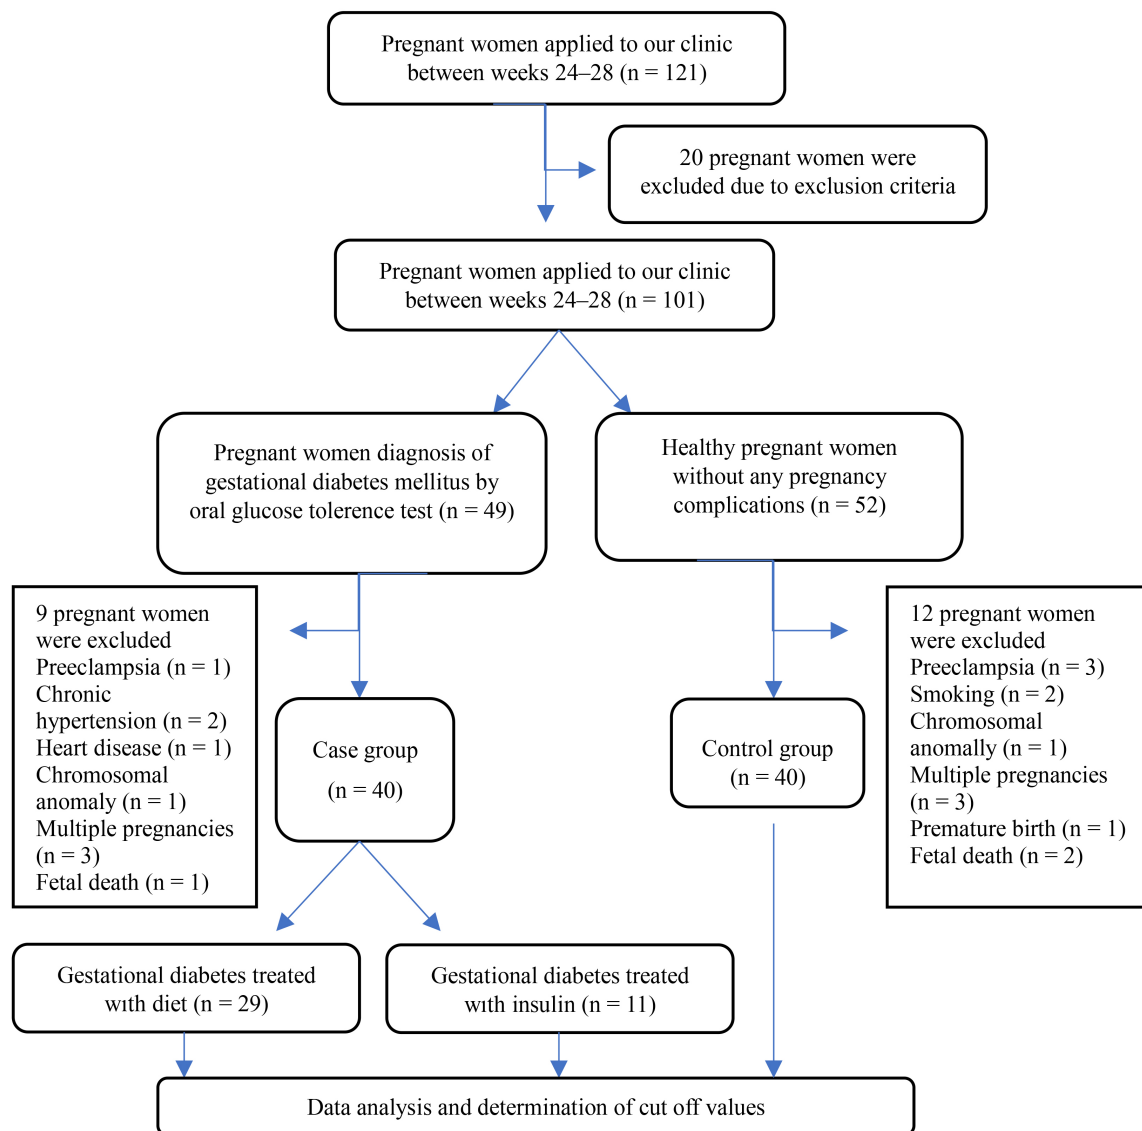 Pregnant women applied to our clinic
between weeks 24–28 (n = 121)
20 pregnant women were
excluded due to exclusion criteria
Pregnant women applied to our clinic
between weeks 24–28 (n = 101)
Pregnant women diagnosis of
gestational diabetes mellitus by
oral glucose tolerence test (n = 49)
Healthy pregnant women
without any pregnancy
complications (n = 52)
9 pregnant women
were excluded
Preeclampsia (n = 1)
Chronic
hypertension (n = 2)
Heart disease (n = 1)
Chromosomal
anomaly (n = 1)
Multiple pregnancies
(n = 3)
Fetal death (n = 1)
12 pregnant women
were excluded
Preeclampsia (n = 3)
Smoking (n = 2)
Chromosomal
anomally (n = 1)
Multiple pregnancies
(n = 3)
Premature birth (n = 1)
Fetal death (n = 2)
Case group
(n = 40)
Control group
(n = 40)
Gestational diabetes treated
wıth diet (n = 29)
Gestational diabetes treated
wıth insulin (n = 11)
Data analysis and determination of cut off values